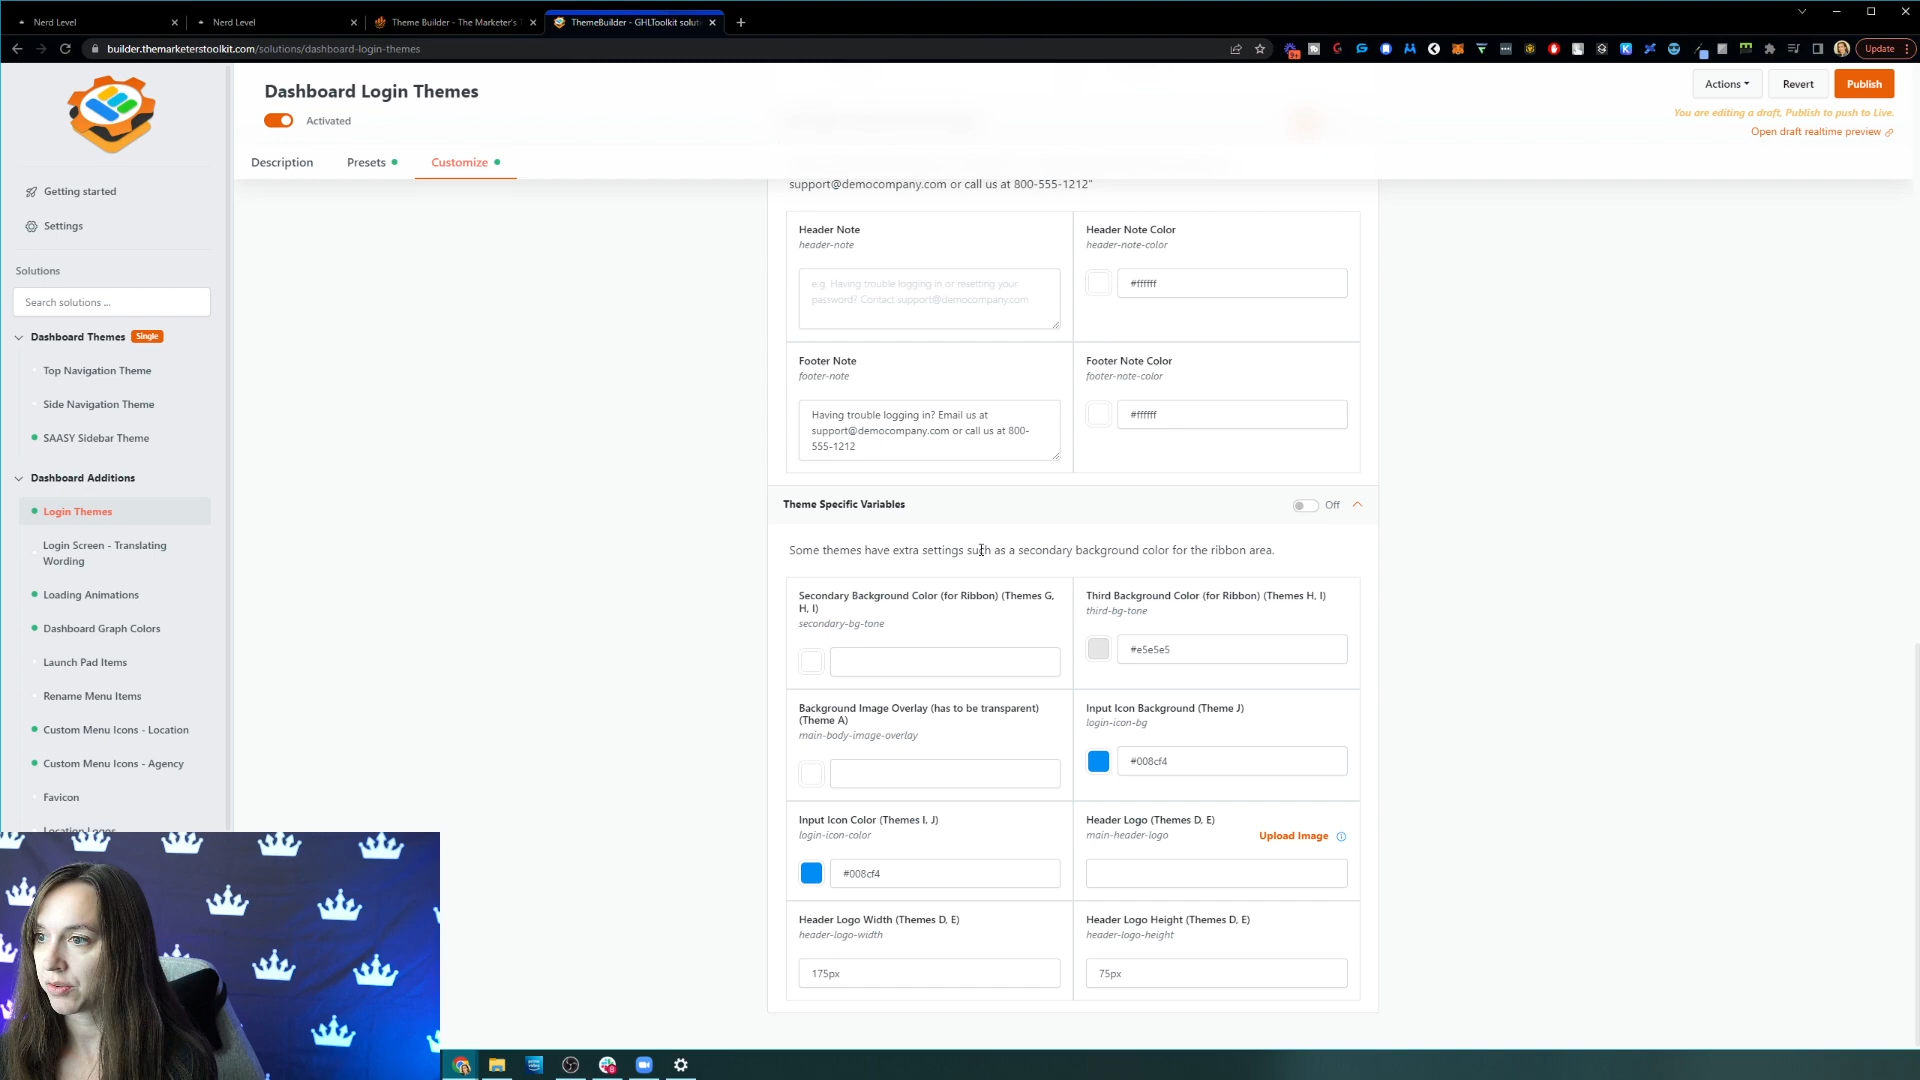 Nerd Level
Nerd Level
Theme Builder - The Marketer's T
ThemeBuilder - GHLToolkit soluti
builder.themarketerstoolkit.com/solutions/dashboard-login-themes
Update
Dashboard Login Themes
Activated
Actions
Revert
Publish
You are editing a draft, Publish to push to Live.
Open draft realtime preview
Description
Presets
Customize
Getting started
Settings
Solutions
Search solutions ...
Dashboard Themes Single
Top Navigation Theme
Side Navigation Theme
SAASY Sidebar Theme
Dashboard Additions
Login Themes
Login Screen - Translating
Wording
Loading Animations
Dashboard Graph Colors
Launch Pad Items
Rename Menu Items
Custom Menu Icons - Location
Custom Menu Icons - Agency
Favicon
Location Logos
support@democompany.com or call us at 800-555-1212"
Header Note
header-note
e.g. Having trouble logging in or resetting your
password? Contact support@democompany.com
Header Note Color
header-note-color
#ffffff
Footer Note
footer-note
Having trouble logging in? Email us at
support@democompany.com or call us at 800-
555-1212
Footer Note Color
footer-note-color
#ffffff
Theme Specific Variables
Off
Some themes have extra settings such as a secondary background color for the ribbon area.
Secondary Background Color (for Ribbon) (Themes G,
H, I)
secondary-bg-tone
Third Background Color (for Ribbon) (Themes H, I)
third-bg-tone
#e5e5e5
Background Image Overlay (has to be transparent)
(Theme A)
main-body-image-overlay
Input Icon Background (Theme J)
login-icon-bg
#008cf4
Input Icon Color (Themes I, J)
login-icon-color
#008cf4
Header Logo (Themes D, E)
main-header-logo
Upload Image
Header Logo Width (Themes D, E)
header-logo-width
175px
Header Logo Height (Themes D, E)
header-logo-height
75px